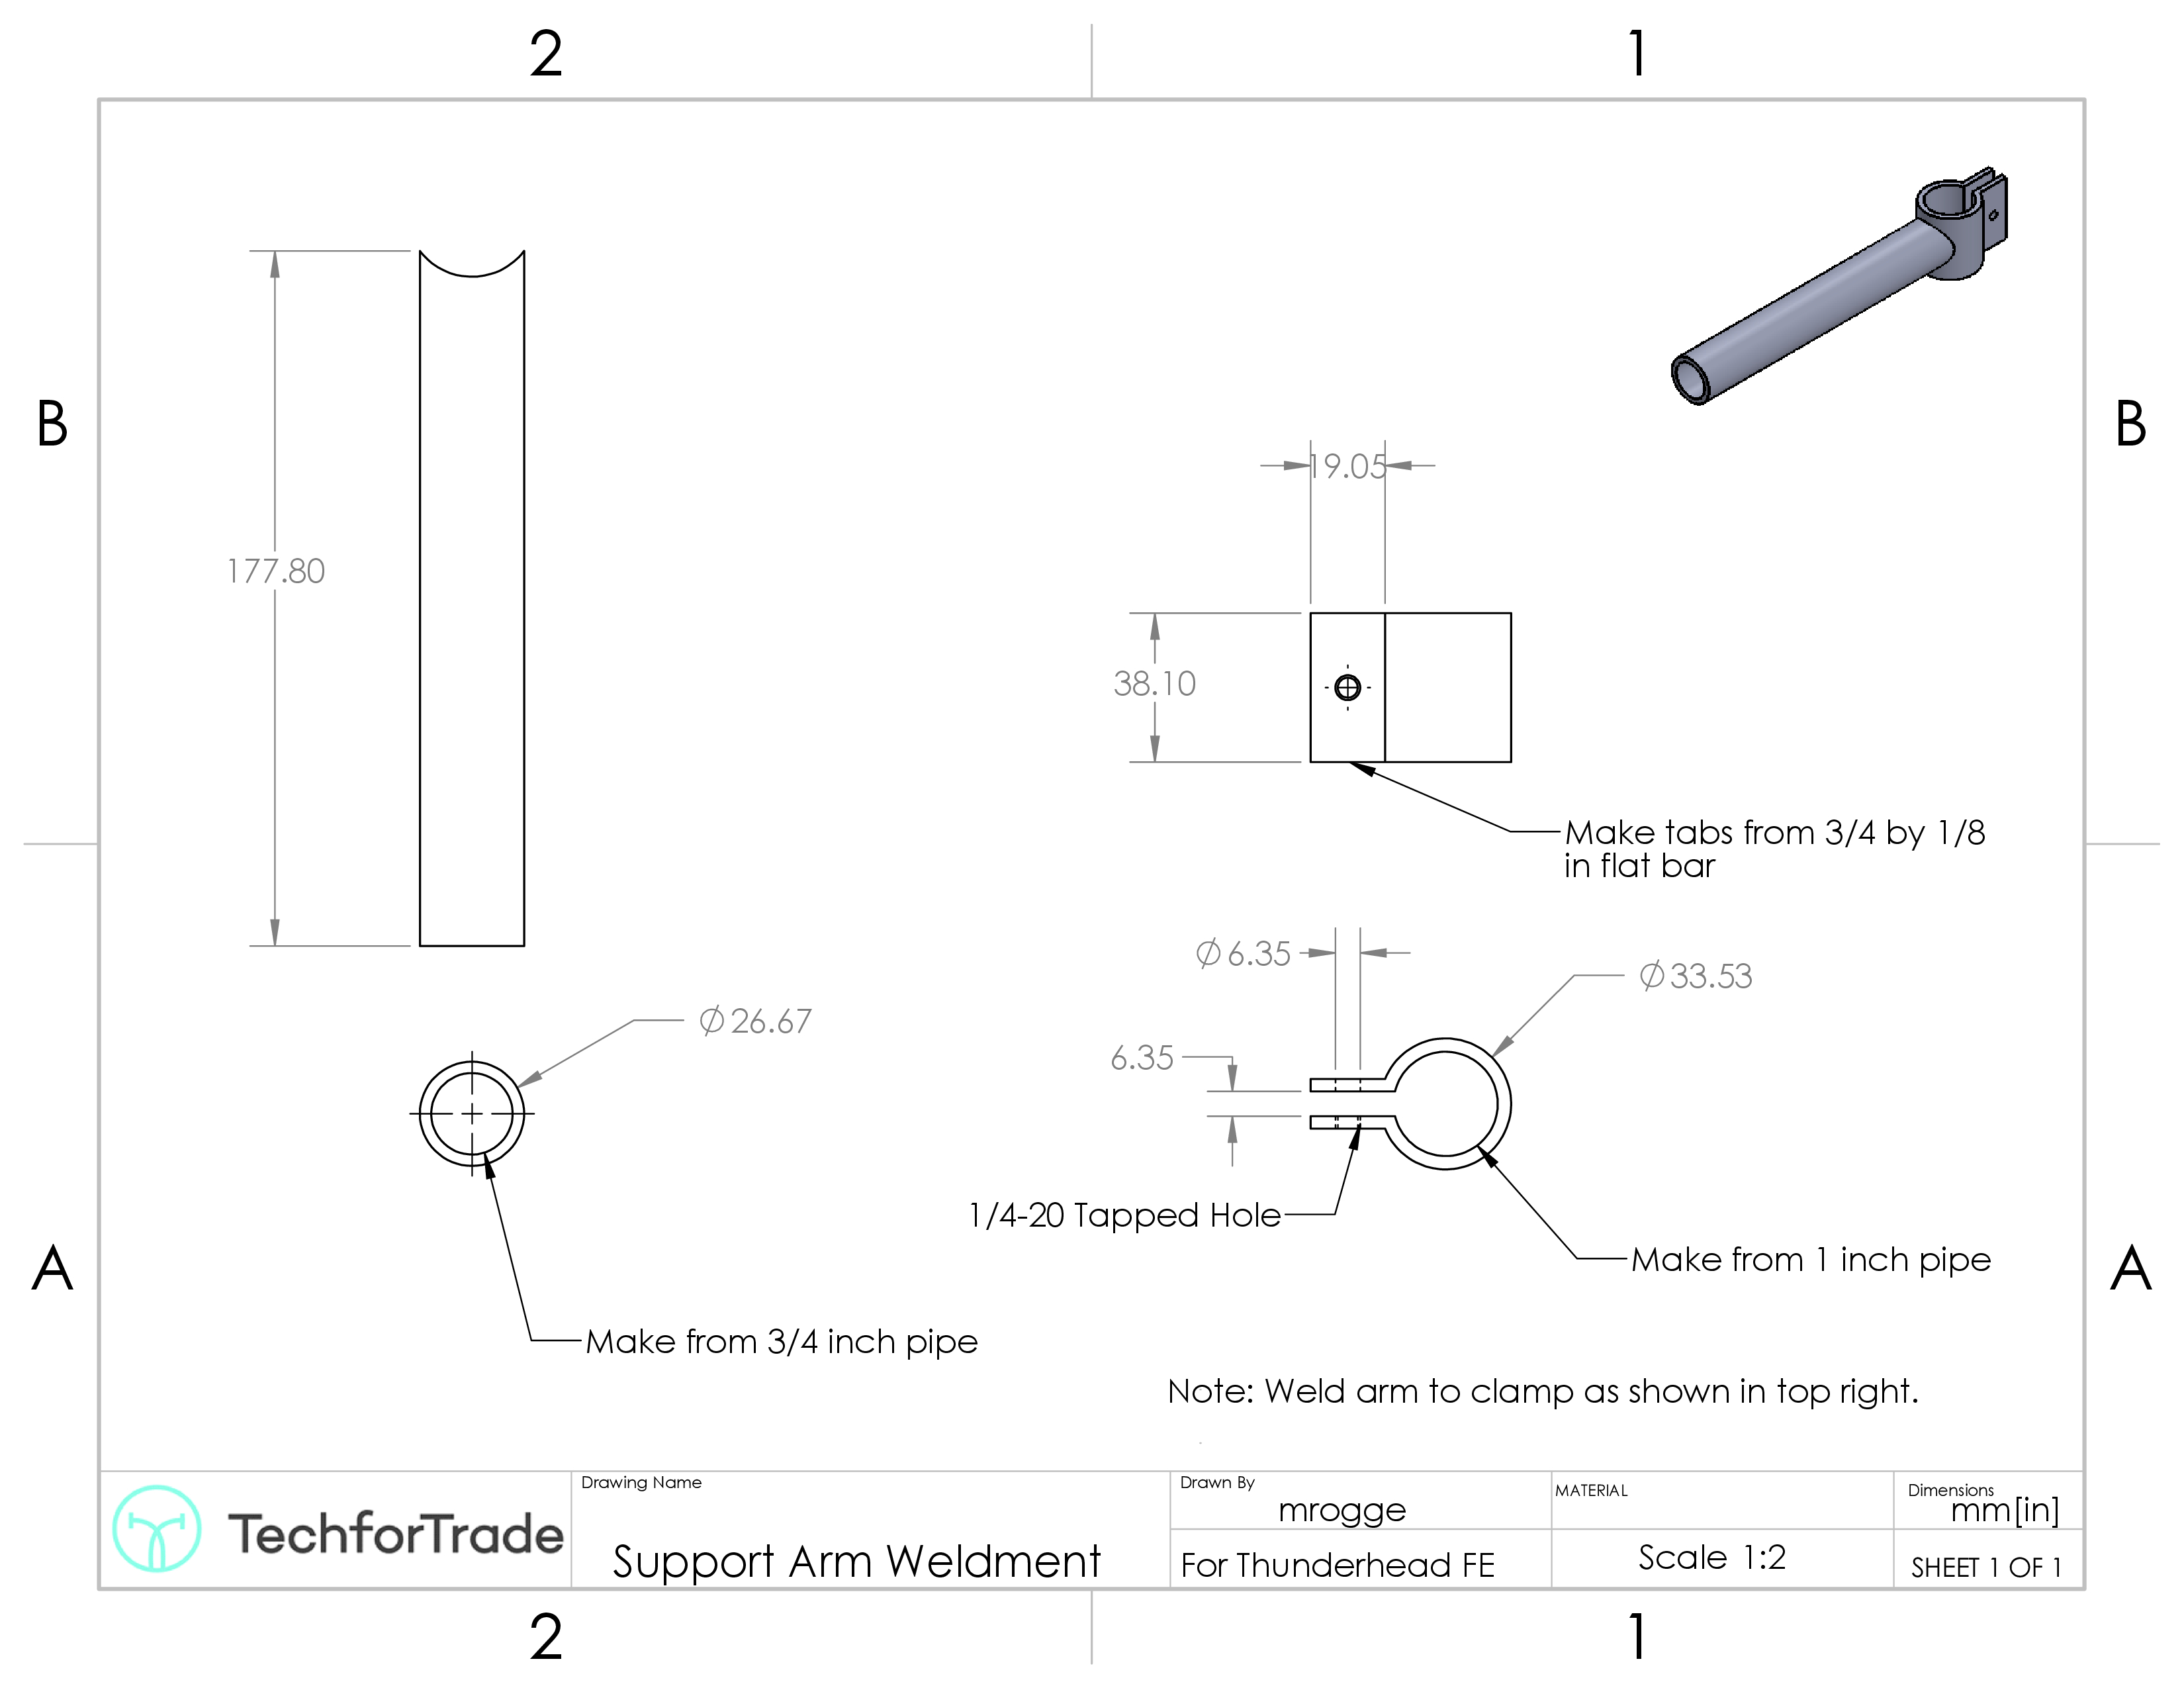 2
1
B
B
177.80
19.05
38.10
Make tabs from 3/4 by 1/8
in flat bar
∅6.35
∅33.53
∅26.67
6.35
1/4-20 Tapped Hole
A
A
Make from 1 inch pipe
Make from 3/4 inch pipe
Note: Weld arm to clamp as shown in top right.
TechforTrade
Drawing Name
Support Arm Weldment
Drawn By
mrogge
For Thunderhead FE
MATERIAL
Scale 1:2
Dimensions
mm[in]
SHEET 1 OF 1
2
1